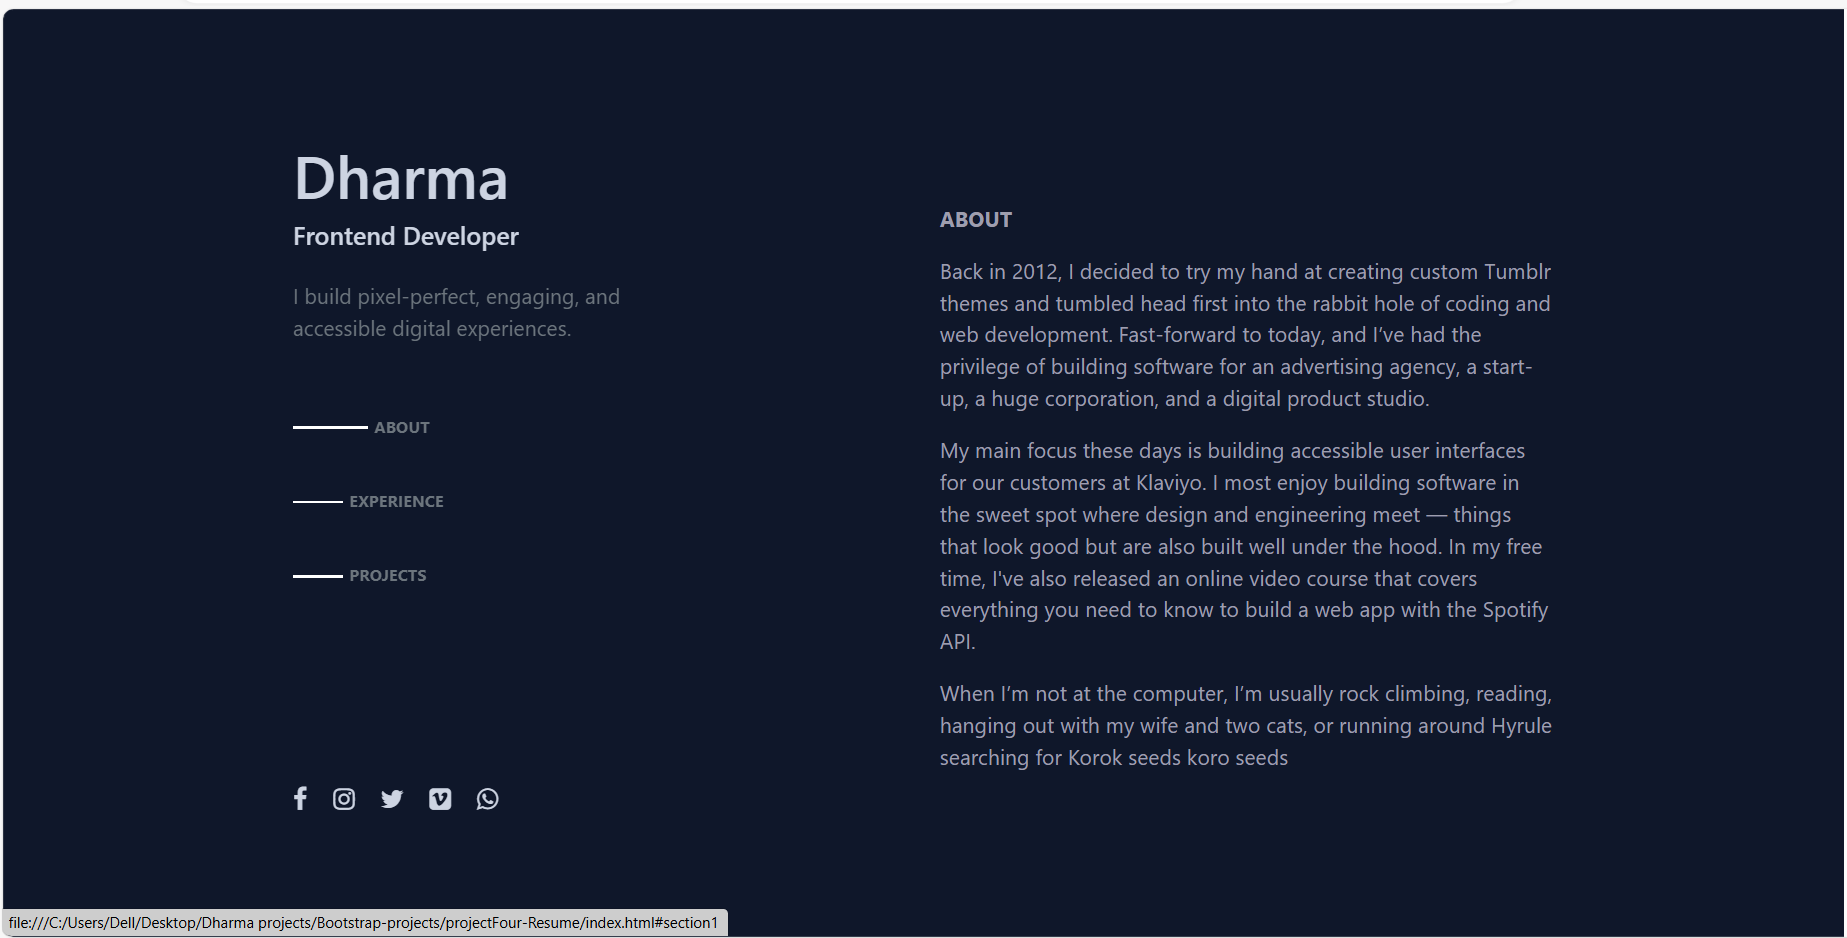 Dharma
Frontend Developer
I build pixel-perfect, engaging, and
accessible digital experiences.
ABOUT
EXPERIENCE
PROJECTS
ABOUT
Back in 2012, I decided to try my hand at creating custom Tumblr
themes and tumbled head first into the rabbit hole of coding and
web development. Fast-forward to today, and I’ve had the
privilege of building software for an advertising agency, a start-
up, a huge corporation, and a digital product studio.
My main focus these days is building accessible user interfaces
for our customers at Klaviyo. I most enjoy building software in
the sweet spot where design and engineering meet — things
that look good but are also built well under the hood. In my free
time, I've also released an online video course that covers
everything you need to know to build a web app with the Spotify
API.
When I’m not at the computer, I’m usually rock climbing, reading,
hanging out with my wife and two cats, or running around Hyrule
searching for Korok seeds koro seeds
file:///C:/Users/Dell/Desktop/Dharma projects/Bootstrap-projects/projectFour-Resume/index.html#section1